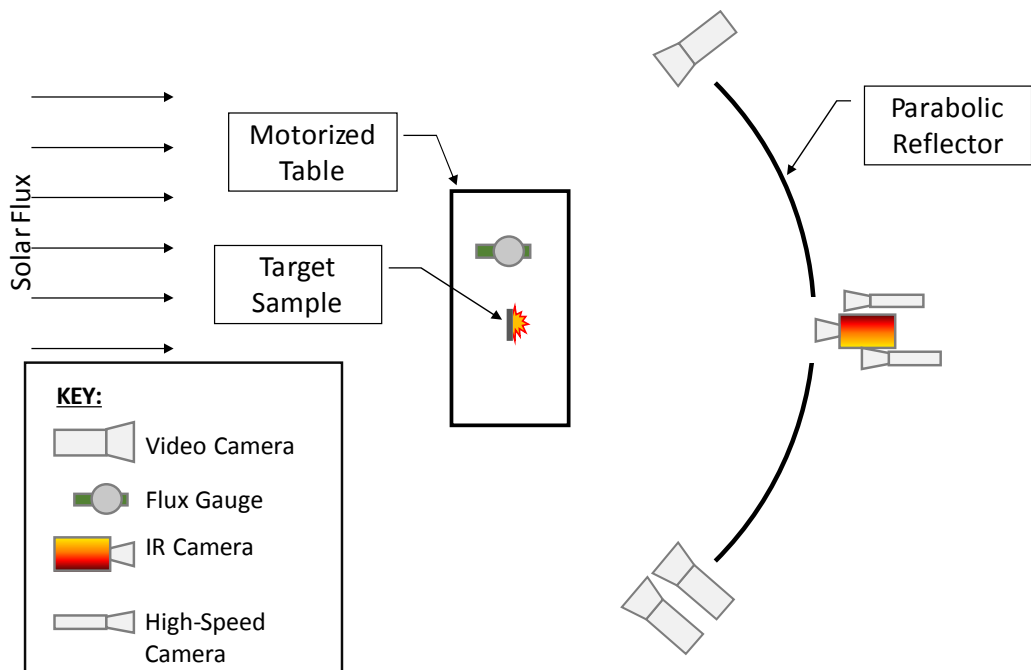 Parabolic
Reflector
Motorized
Table
Solar Flux
Target
Sample
KEY:
Video Camera
Flux Gauge
IR Camera
High-Speed
Camera